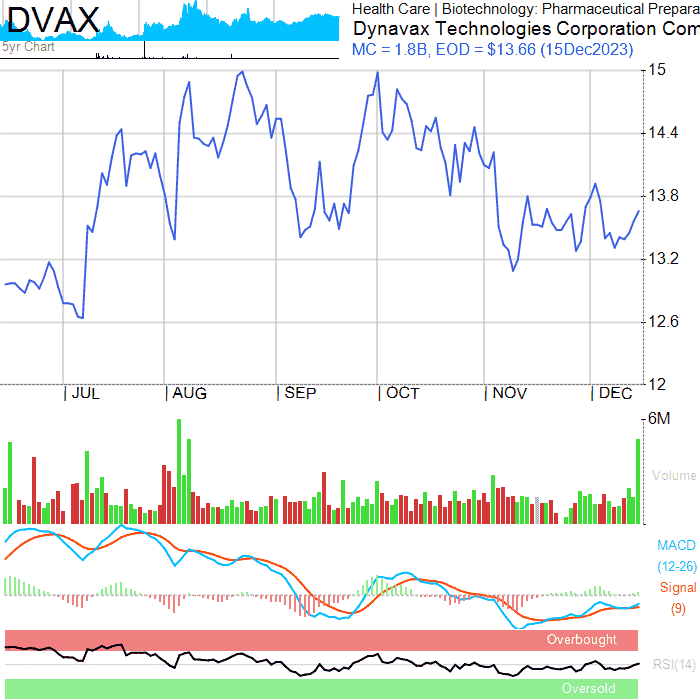 DVAX
5yr Chart
Health Care | Biotechnology: Pharmaceutical Prepara
Dynavax Technologies Corporation Com
MC = 1.8B, EOD = $13.66 (15Dec2023)
15
14.4
13.8
13.2
12.6
12
JUL AUG SEP OCT NOV DEC
6M
Volume
MACD
(12-26)
Signal
(9)
Overbought
RSI(14)
Oversold